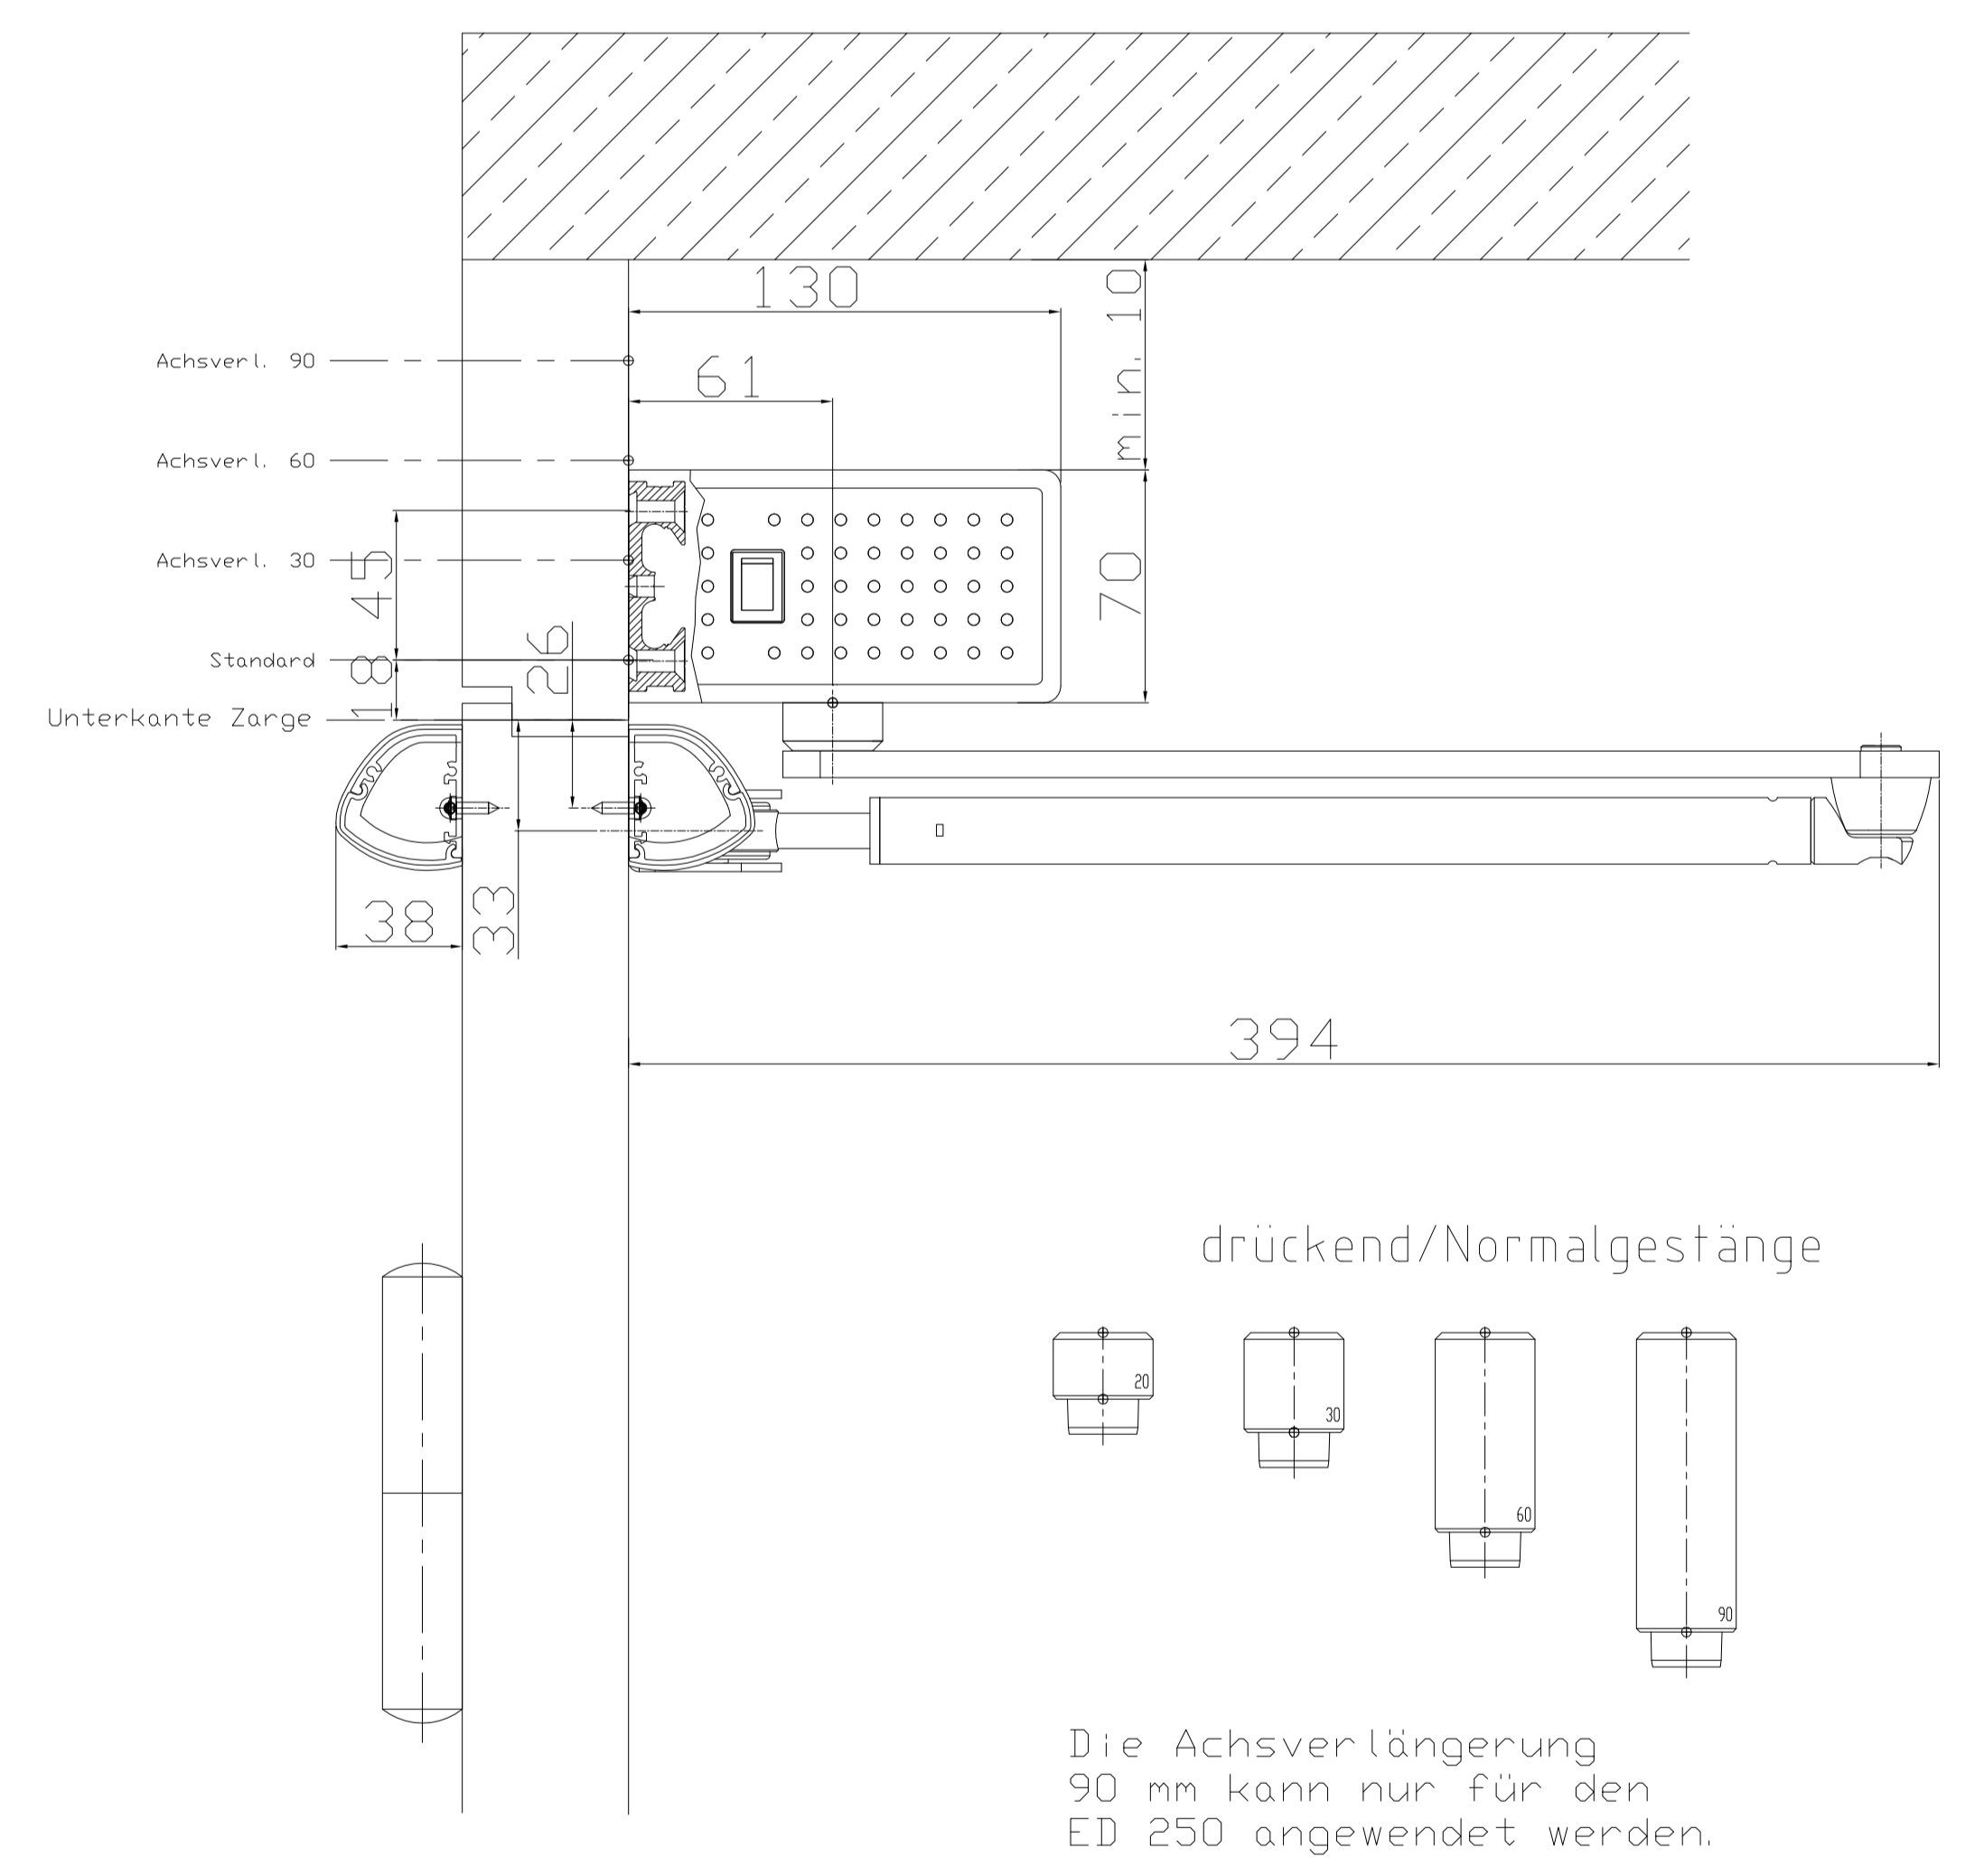 130
min. 10
Achsverl. 90
61
Achsverl. 60
Achsverl. 30
45
70
Standard
18
26
Unterkante Zarge
38
33
394
drückend/Normalgestänge
20
30
60
90
Die Achsverlängerung
90 mm kann nur für den
ED 250 angewendet werden.